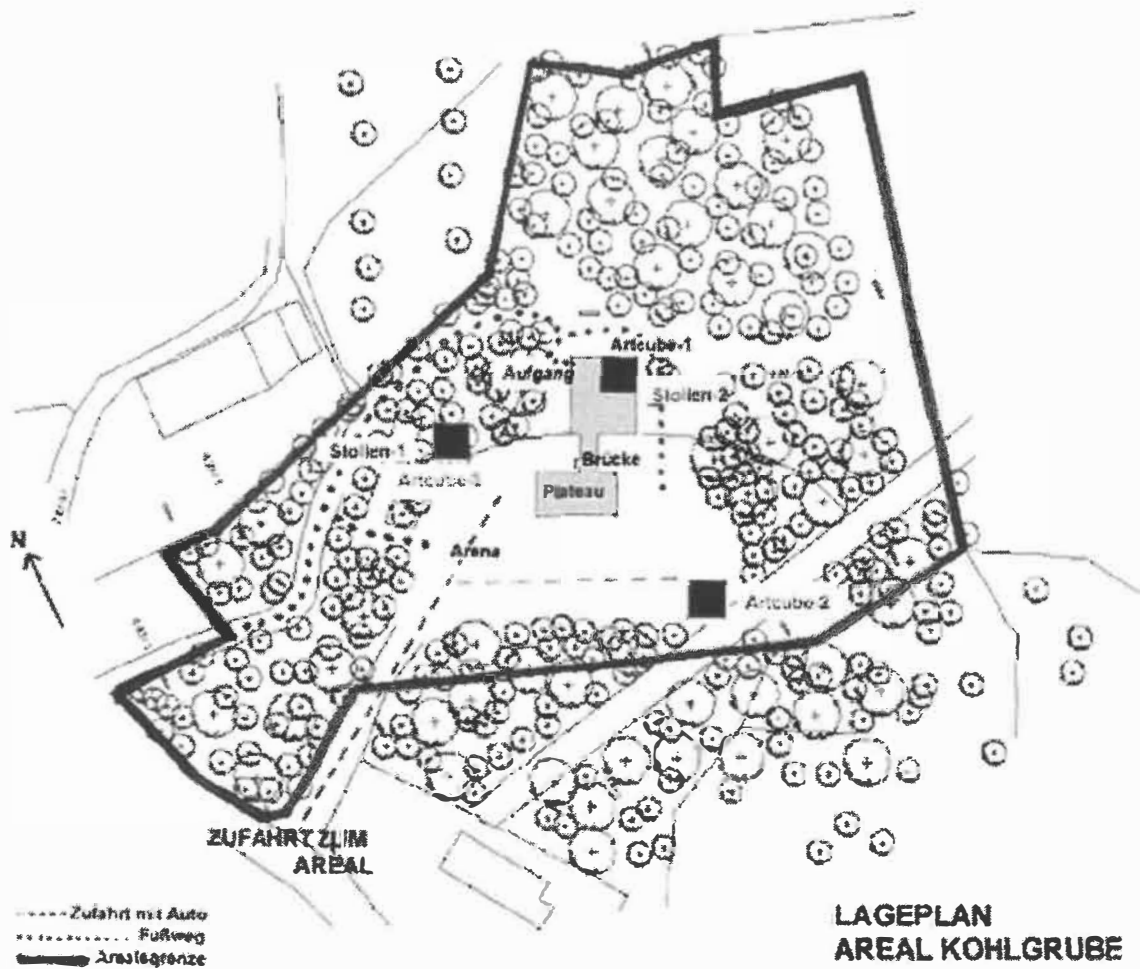 Artcube-1
Aufgang
Stollen-2
Stollen-1
Brücke
Plateau
N
Arena
Artcube-2
ZUFAHRT ZUM
AREAL
Zufahrt mit Auto
Fußweg
Arealsgrenze
LAGEPLAN
AREAL KOHLGRUBE